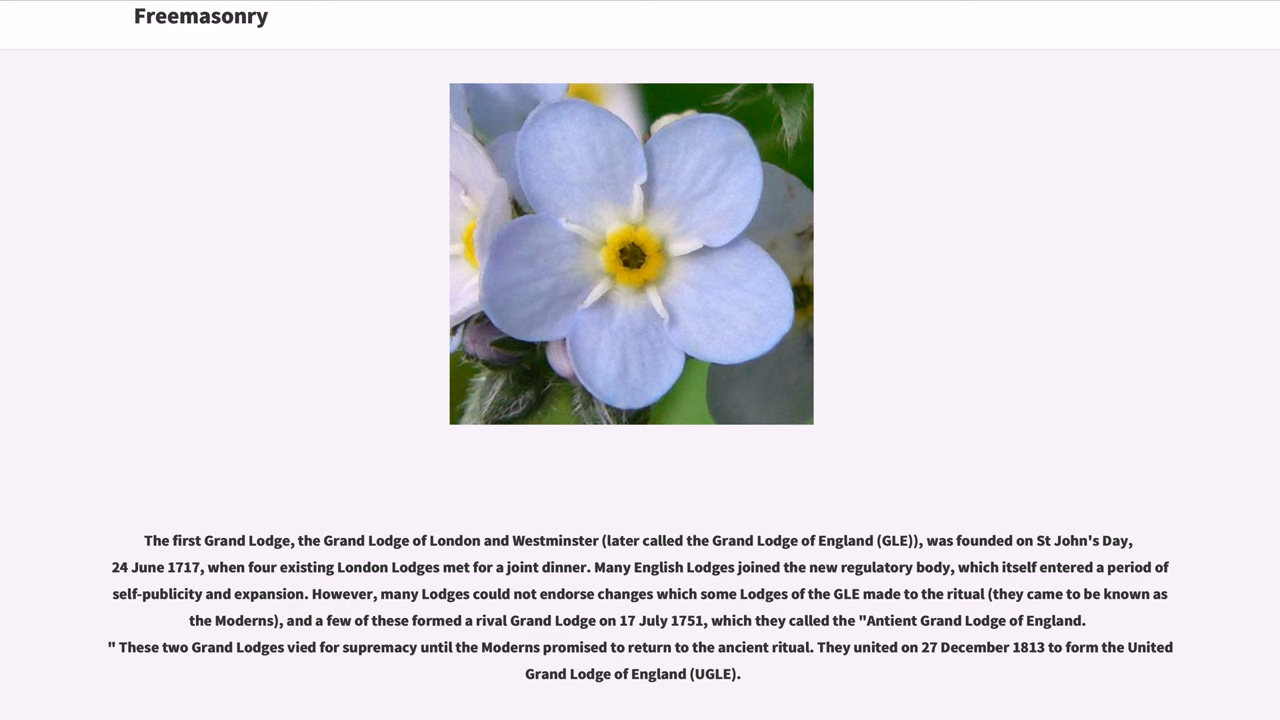 Freemasonry
The first Grand Lodge, the Grand Lodge of London and Westminster (later called the Grand Lodge of England (GLE)), was founded on St John's Day,
24 June 1717, when four existing London Lodges met for a joint dinner. Many English Lodges joined the new regulatory body, which itself entered a period of
self-publicity and expansion. However, many Lodges could not endorse changes which some Lodges of the GLE made to the ritual (they came to be known as
the Moderns), and a few of these formed a rival Grand Lodge on 17 July 1751, which they called the "Antient Grand Lodge of England.
" These two Grand Lodges vied for supremacy until the Moderns promised to return to the ancient ritual. They united on 27 December 1813 to form the United
Grand Lodge of England (UGLE).